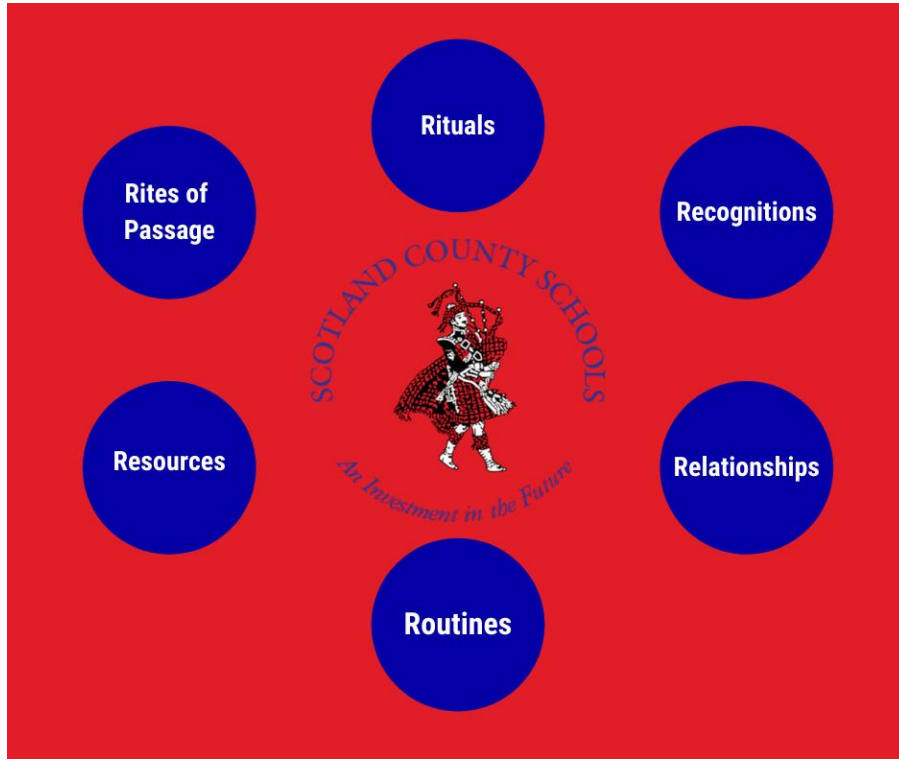 Rituals
Rites of
Passage
Recognitions
SCOTLAND COUNTY SCHOOLS
Resources
Relationships
An Investment in the Future
Routines